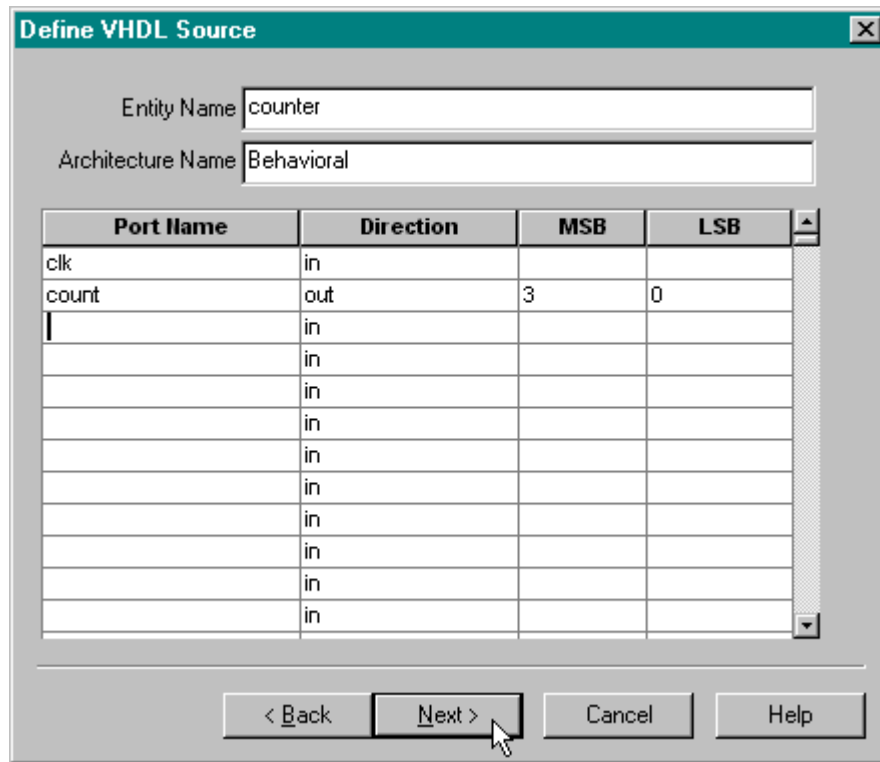 Define VHDL Source
Entity Name counter
Architecture Name Behavioral
Port Name Direction MSB LSB
clk in
count out 3 0
in
in
in
in
in
in
in
in
in
in
< Back Next > Cancel Help